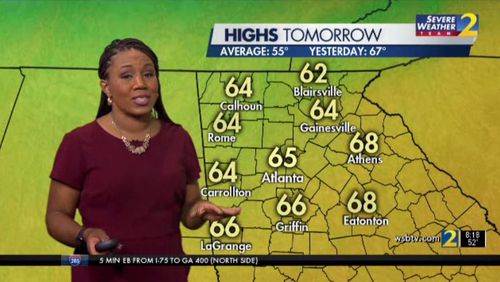 HIGHS TOMORROW
AVERAGE: 55° YESTERDAY: 67°
SEVERE
WEATHER
TEAM 2
62
Blairsville
64
Calhoun
64
Gainesville
64
Rome
68
Athens
65
Atlanta
64
Carrollton
66
Griffin
68
Eatonton
66
LaGrange
wsbtv.com 2
8:18
52°
285 5 MIN EB FROM I-75 TO GA 400 (NORTH SIDE)